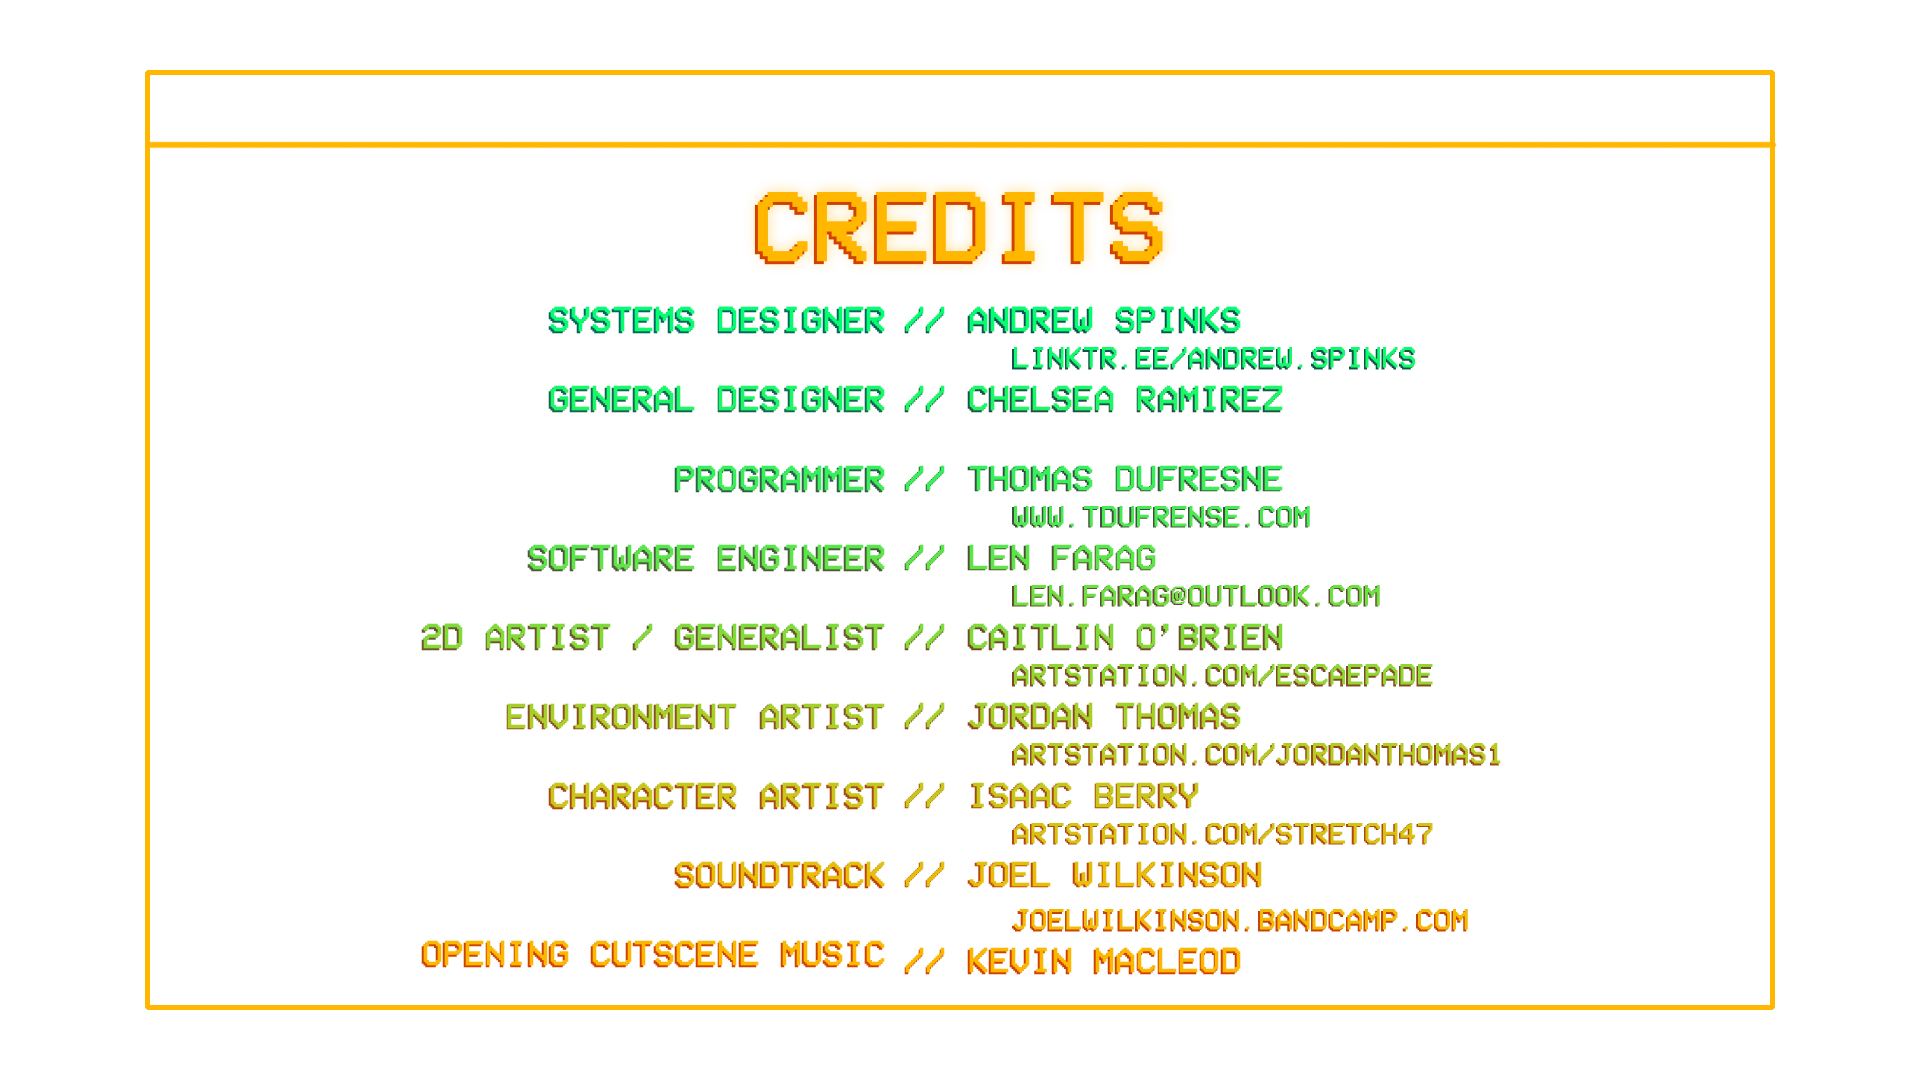 CREDITS
SYSTEMS DESIGNER // ANDREW SPINKS
LINKTR.EE/ANDREW.SPINKS
GENERAL DESIGNER // CHELSEA RAMIREZ
PROGRAMMER // THOMAS DUFRESNE
WWW.TDUFRENSE.COM
SOFTWARE ENGINEER // LEN FARAG
LEN.FARAG@OUTLOOK.COM
2D ARTIST / GENERALIST // CAITLIN O'BRIEN
ARTSTATION.COM/ESCAEPADE
ENVIRONMENT ARTIST // JORDAN THOMAS
ARTSTATION.COM/JORDANTHOMAS1
CHARACTER ARTIST // ISAAC BERRY
ARTSTATION.COM/STRETCH47
SOUNDTRACK // JOEL WILKINSON
JOELWILKINSON.BANDCAMP.COM
OPENING CUTSCENE MUSIC // KEVIN MACLEOD